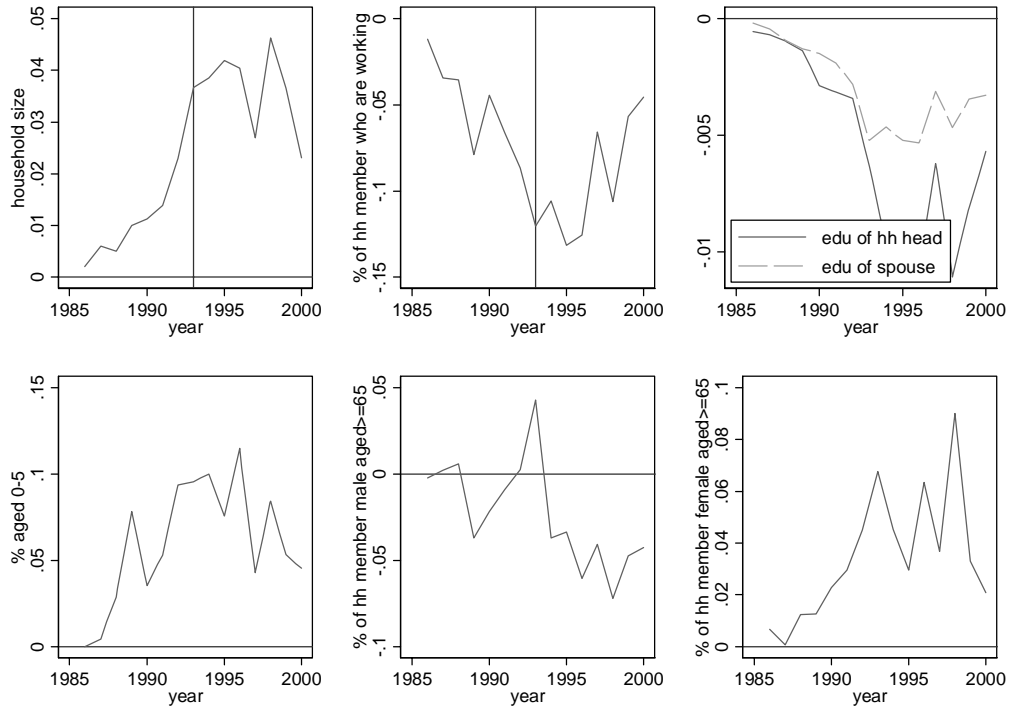 household size
.05
.04
.03
.02
.01
0
1985 1990 1995 2000
year
% of hh member who are working
0
-.05
-.1
-.15
1985 1990 1995 2000
year
0
-.005
-.01
edu of hh head
edu of spouse
1985 1990 1995 2000
year
% aged 0-5
.15
.1
.05
0
1985 1990 1995 2000
year
% of hh member male aged>=65
.05
0
-.05
-.1
1985 1990 1995 2000
year
% of hh member female aged>=65
.1
.08
.06
.04
.02
0
1985 1990 1995 2000
year